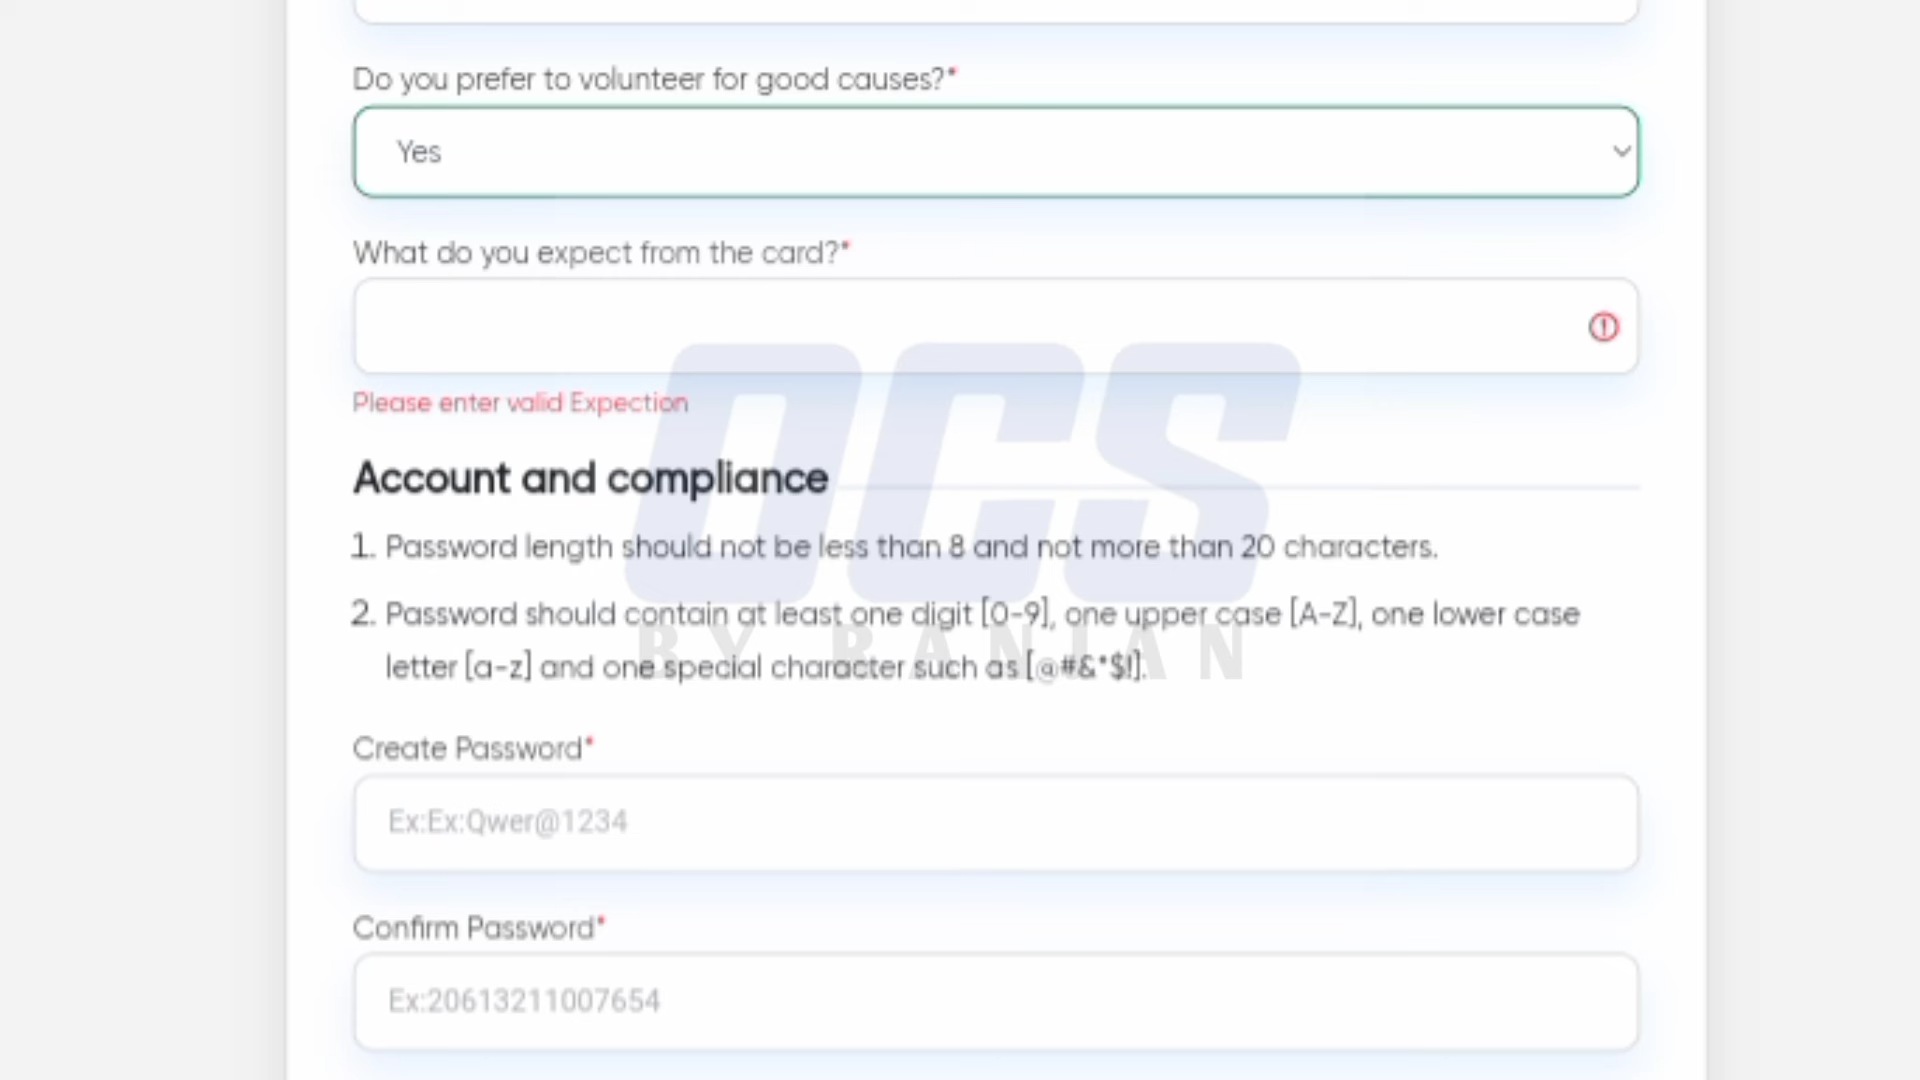 Do you prefer to volunteer for good causes?*
Yes
What do you expect from the card?*
Please enter valid Expection
Account and compliance
1. Password length should not be less than 8 and not more than 20 characters.
2. Password should contain at least one digit [0-9], one upper case [A-Z], one lower case
letter [a-z] and one special character such as [@#&*$!].
OCS
BY RANJAN
Create Password*
Ex:Ex:Qwer@1234
Confirm Password*
Ex:20613211007654